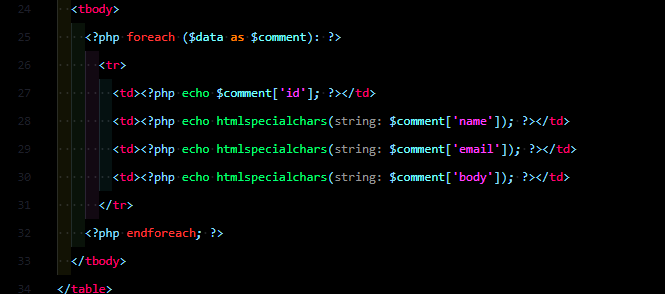 24 <tbody>
25 <?php foreach ($data as $comment): ?>
26 <tr>
27 <td><?php echo $comment['id']; ?></td>
28 <td><?php echo htmlspecialchars(string: $comment['name']); ?></td>
29 <td><?php echo htmlspecialchars(string: $comment['email']); ?></td>
30 <td><?php echo htmlspecialchars(string: $comment['body']); ?></td>
31 </tr>
32 <?php endforeach; ?>
33 </tbody>
34 </table>